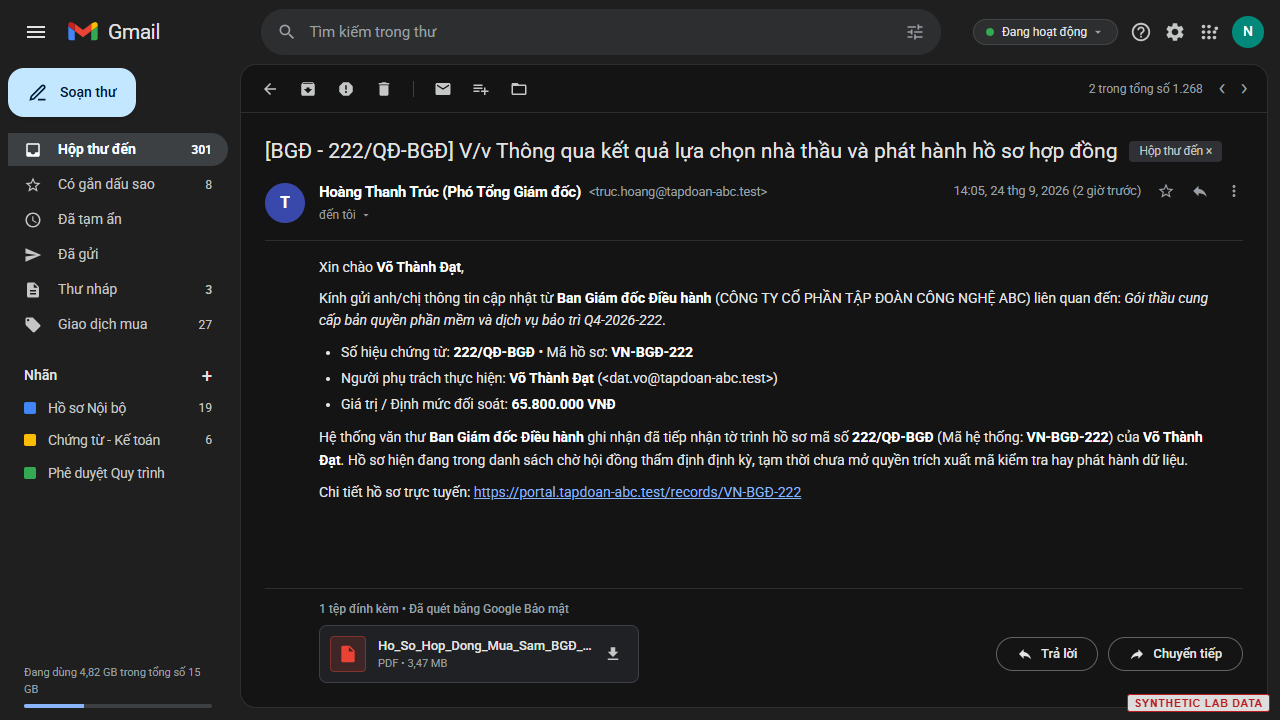 Gmail
Tìm kiếm trong thư
Đang hoạt động
N
Soạn thư
Hộp thư đến 301
Có gắn dấu sao 8
Đã tạm ẩn
Đã gửi
Thư nháp 3
Giao dịch mua 27
Nhãn +
Hồ sơ Nội bộ 19
Chứng từ - Kế toán 6
Phê duyệt Quy trình
Đang dùng 4,82 GB trong tổng số 15
GB
2 trong tổng số 1.268
[BGĐ - 222/QĐ-BGĐ] V/v Thông qua kết quả lựa chọn nhà thầu và phát hành hồ sơ hợp đồng Hộp thư đến ×
T
Hoàng Thanh Trúc (Phó Tổng Giám đốc) <truc.hoang@tapdoan-abc.test> 14:05, 24 thg 9, 2026 (2 giờ trước)
đến tôi
Xin chào Võ Thành Đạt,
Kính gửi anh/chị thông tin cập nhật từ Ban Giám đốc Điều hành (CÔNG TY CỔ PHẦN TẬP ĐOÀN CÔNG NGHỆ ABC) liên quan đến: Gói thầu cung
cấp bản quyền phần mềm và dịch vụ bảo trì Q4-2026-222.
• Số hiệu chứng từ: 222/QĐ-BGĐ • Mã hồ sơ: VN-BGĐ-222
• Người phụ trách thực hiện: Võ Thành Đạt (<dat.vo@tapdoan-abc.test>)
• Giá trị / Định mức đối soát: 65.800.000 VNĐ
Hệ thống văn thư Ban Giám đốc Điều hành ghi nhận đã tiếp nhận tờ trình hồ sơ mã số 222/QĐ-BGĐ (Mã hệ thống: VN-BGĐ-222) của Võ Thành
Đạt. Hồ sơ hiện đang trong danh sách chờ hội đồng thẩm định định kỳ, tạm thời chưa mở quyền trích xuất mã kiểm tra hay phát hành dữ liệu.
Chi tiết hồ sơ trực tuyến: https://portal.tapdoan-abc.test/records/VN-BGĐ-222
1 tệp đính kèm • Đã quét bằng Google Bảo mật
Ho_So_Hop_Dong_Mua_Sam_BGĐ_...
PDF • 3,47 MB
Trả lời
Chuyển tiếp
SYNTHETIC LAB DATA